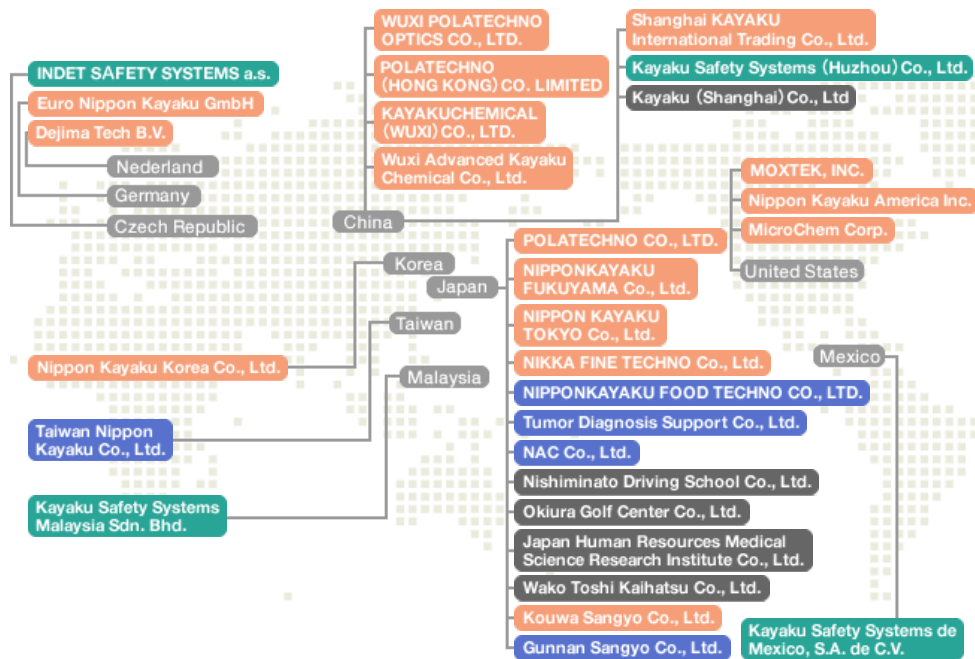 INDET SAFETY SYSTEMS a.s.
Euro Nippon Kayaku GmbH
Dejima Tech B.V.
Nederland
Germany
Czech Republic
WUXI POLATECHNO
OPTICS CO., LTD.
POLATECHNO
(HONG KONG) CO. LIMITED
KAYAKUCHEMICAL
(WUXI) CO., LTD.
Wuxi Advanced Kayaku
Chemical Co., Ltd.
China
Shanghai KAYAKU
International Trading Co., Ltd.
Kayaku Safety Systems (Huzhou) Co., Ltd.
Kayaku (Shanghai) Co., Ltd
MOXTEK, INC.
Nippon Kayaku America Inc.
MicroChem Corp.
United States
Korea
Japan
Taiwan
Malaysia
Nippon Kayaku Korea Co., Ltd.
Taiwan Nippon
Kayaku Co., Ltd.
Kayaku Safety Systems
Malaysia Sdn. Bhd.
POLATECHNO CO., LTD.
NIPPONKAYAKU
FUKUYAMA Co., Ltd.
NIPPON KAYAKU
TOKYO Co., Ltd.
NIKKA FINE TECHNO Co., Ltd.
NIPPONKAYAKU FOOD TECHNO CO., LTD.
Tumor Diagnosis Support Co., Ltd.
NAC Co., Ltd.
Nishiminato Driving School Co., Ltd.
Okiura Golf Center Co., Ltd.
Japan Human Resources Medical
Science Research Institute Co., Ltd.
Wako Toshi Kaihatsu Co., Ltd.
Kouwa Sangyo Co., Ltd.
Gunnan Sangyo Co., Ltd.
Mexico
Kayaku Safety Systems de
Mexico, S.A. de C.V.